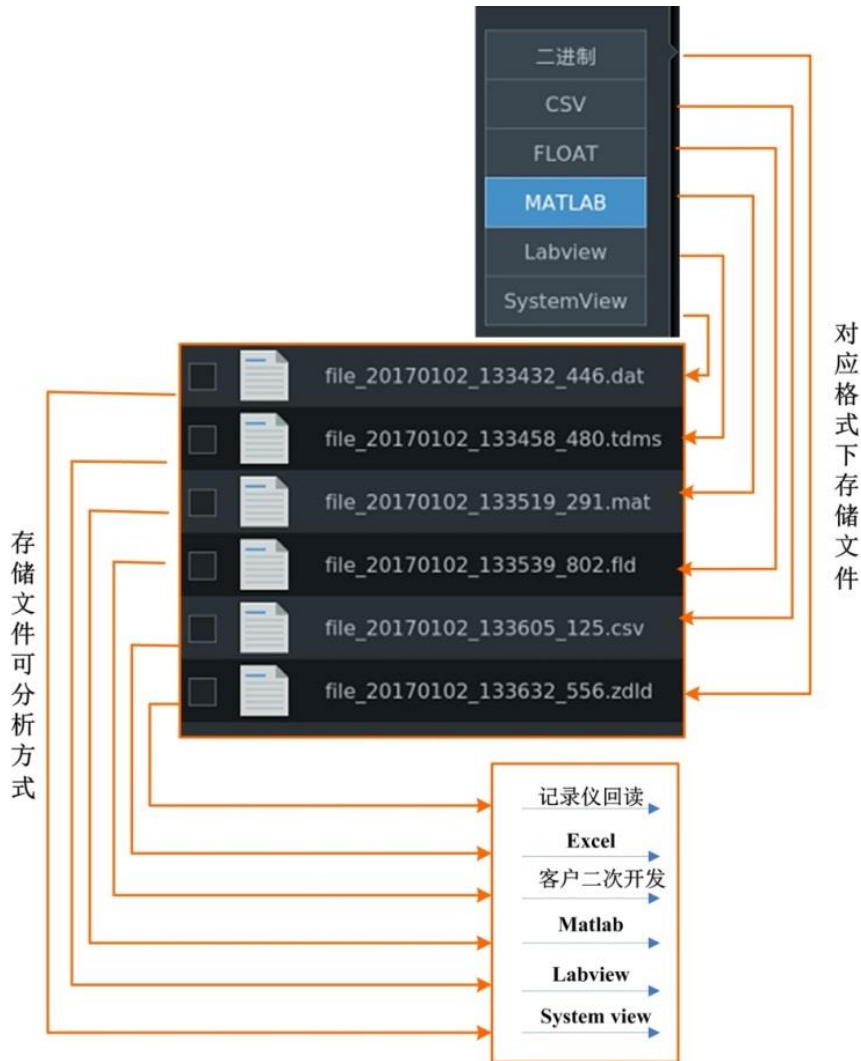 二进制
CSV
FLOAT
MATLAB
Labview
SystemView
对应格式下存储文件
file_20170102_133432_446.dat
file_20170102_133458_480.tdms
file_20170102_133519_291.mat
file_20170102_133539_802.fld
file_20170102_133605_125.csv
file_20170102_133632_556.zdld
存储文件可分析方式
记录仪回读
Excel
客户二次开发
Matlab
Labview
System view